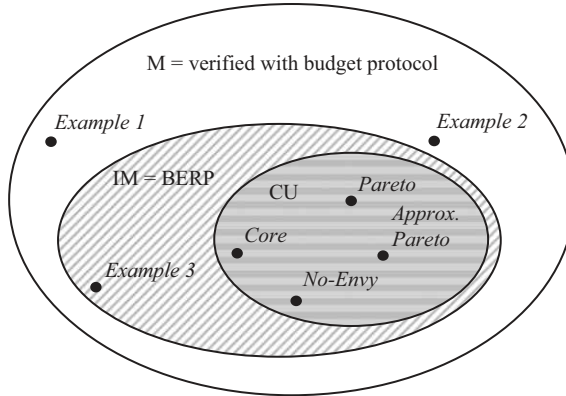 M = verified with budget protocol
Example 1
Example 2
IM = BERP
CU
Pareto
Approx.
Pareto
Core
Example 3
No-Envy